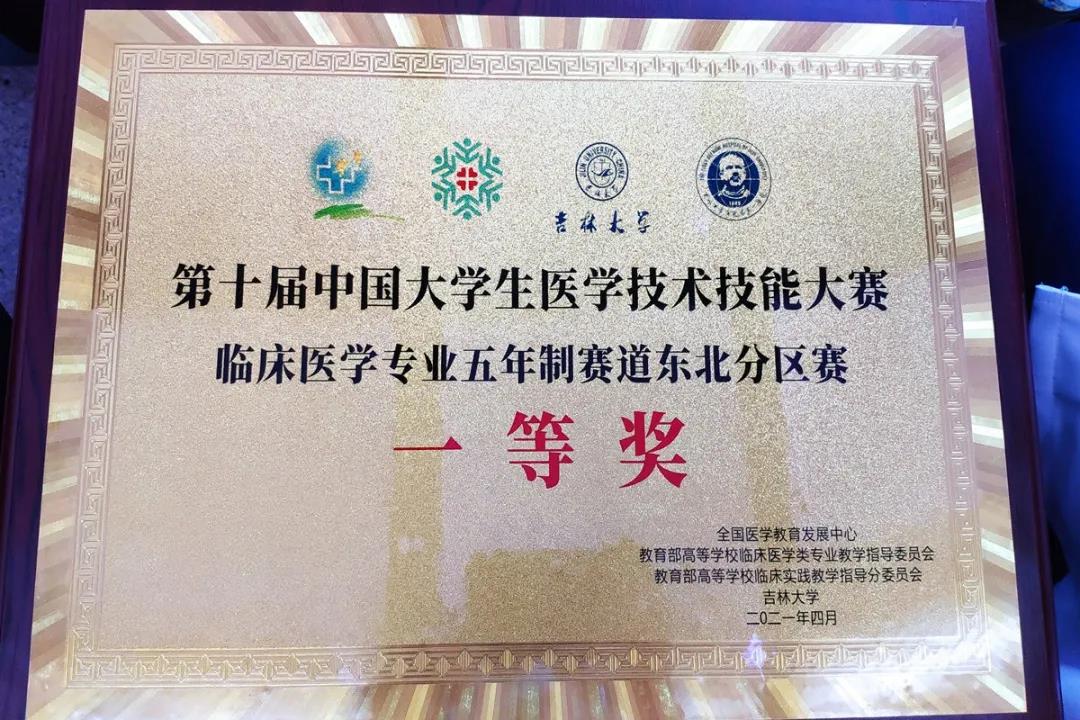 JILIN UNIVERSITY CHINA
吉林大学
第十届中国大学生医学技术技能大赛
临床医学专业五年制赛道东北分区赛
一等奖
全国医学教育发展中心
教育部高等学校临床医学类专业教学指导委员会
教育部高等学校临床实践教学指导分委员会
吉林大学
二〇二一年四月